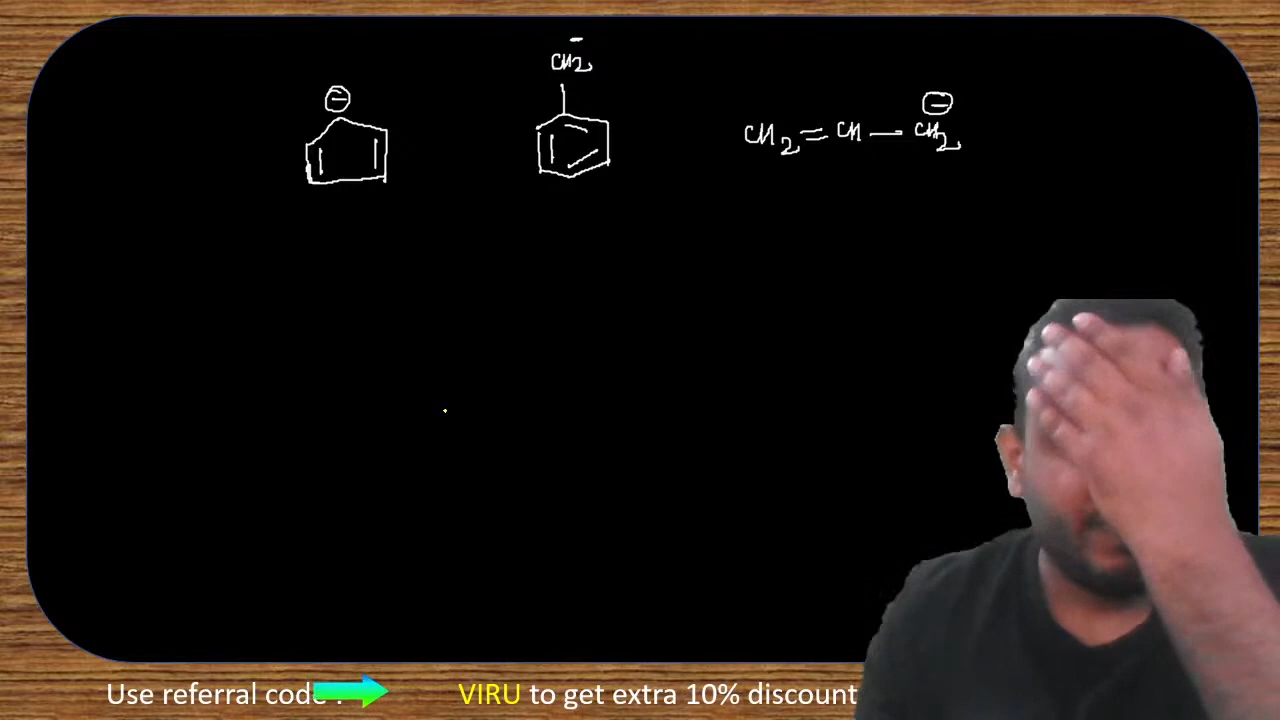 ⊖
CH2 -
⊖
CH2 = CH — CH2
Use referral code :
VIRU to get extra 10% discount